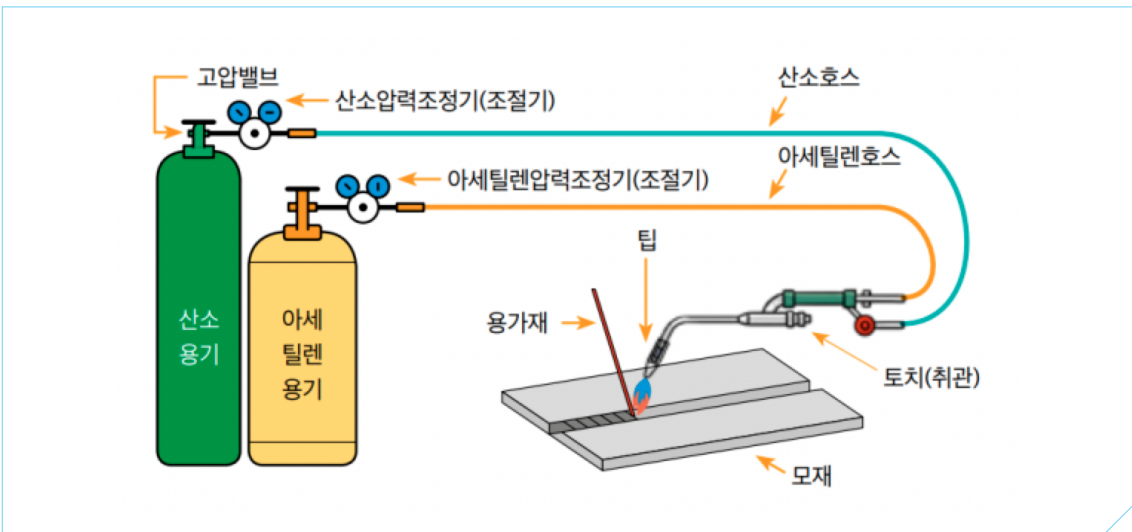 고압밸브
산소압력조정기(조절기)
산소호스
아세틸렌호스
아세틸렌압력조정기(조절기)
팁
산소
용기
아세
틸렌
용기
용가재
토치(취관)
모재